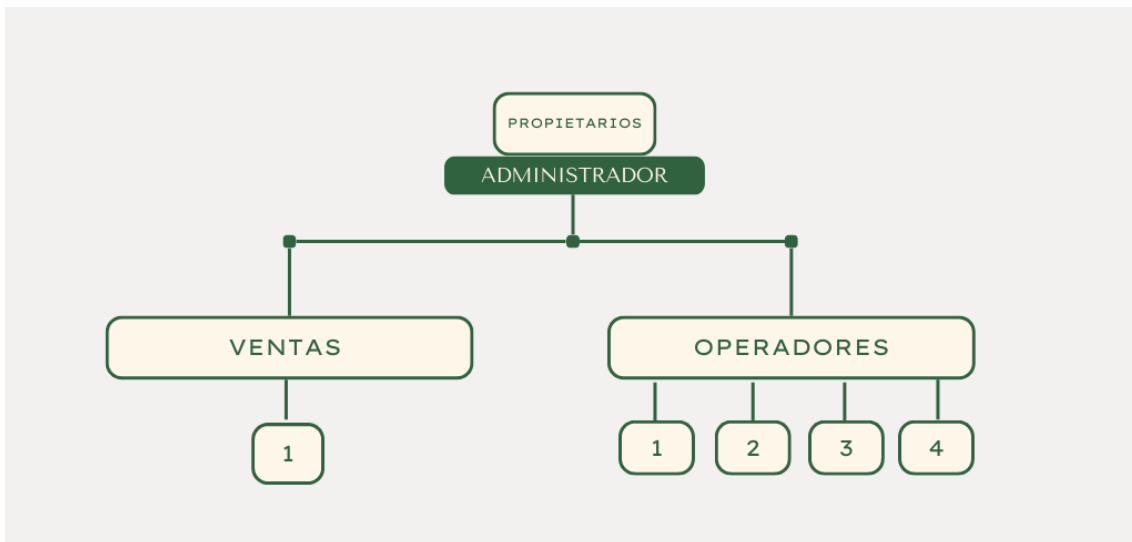 PROPIETARIOS
ADMINISTRADOR
VENTAS
OPERADORES
1
1
2
3
4